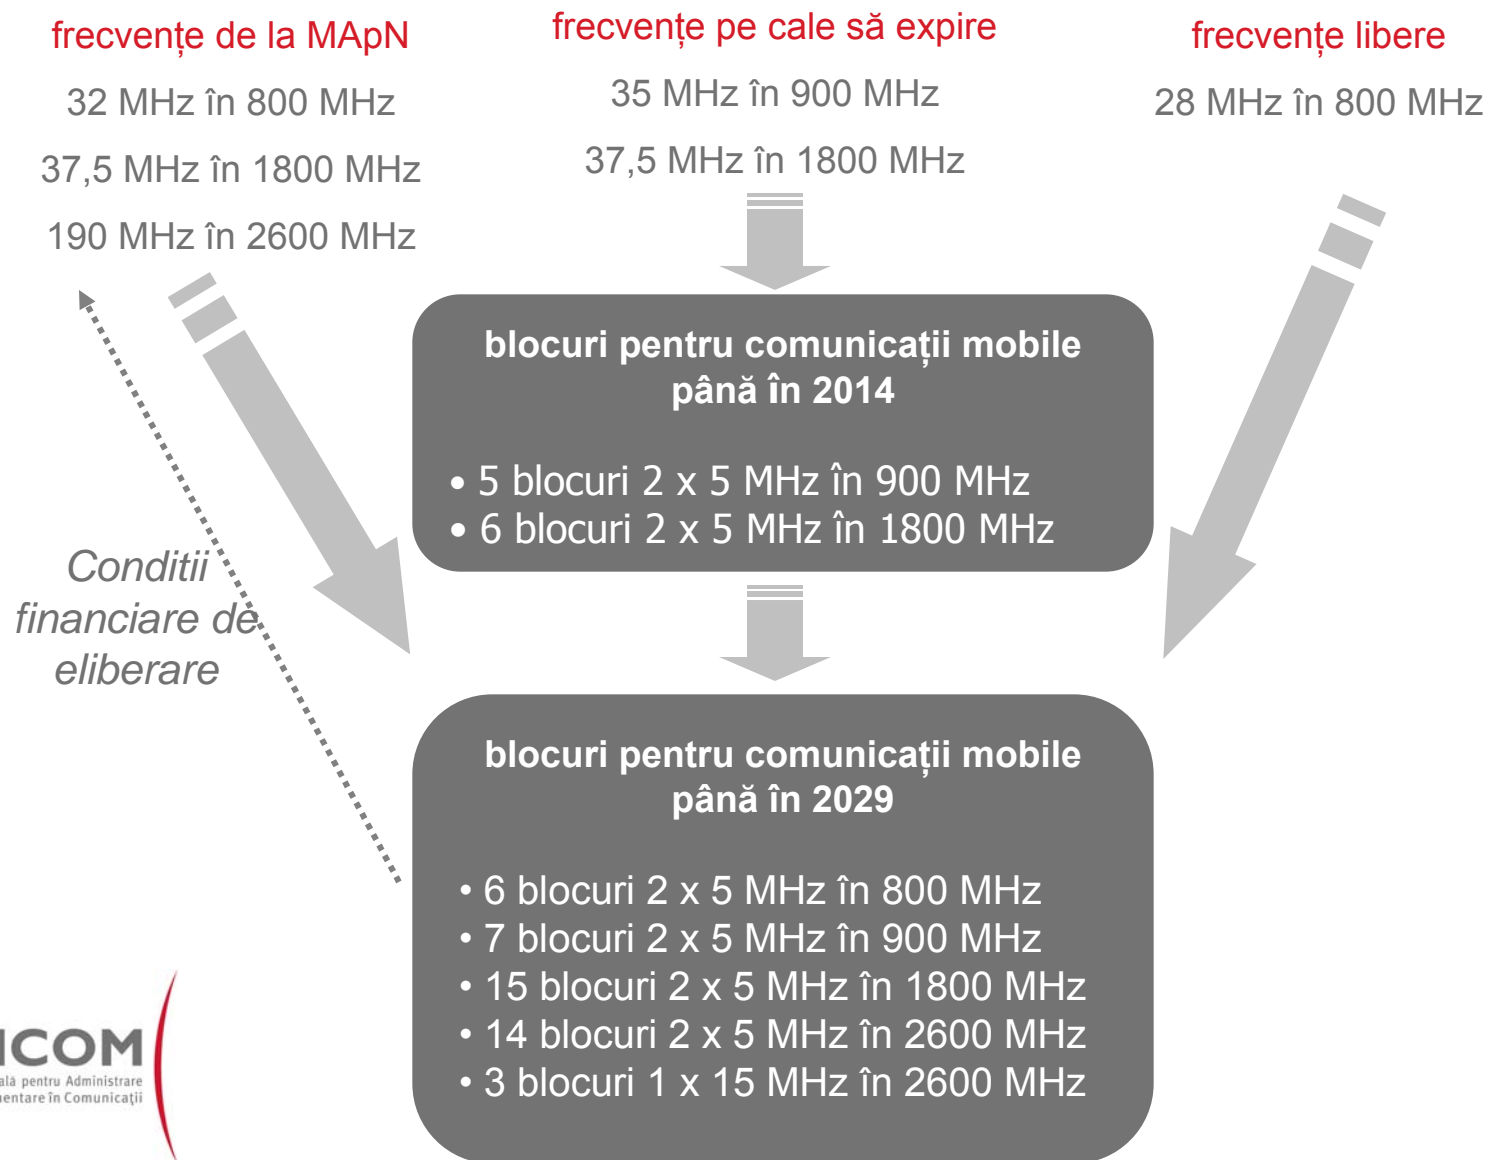 frecvențe de la MApN
32 MHz în 800 MHz
37,5 MHz în 1800 MHz
190 MHz în 2600 MHz
frecvențe pe cale să expire
35 MHz în 900 MHz
37,5 MHz în 1800 MHz
frecvențe libere
28 MHz în 800 MHz
blocuri pentru comunicații mobile
până în 2014
• 5 blocuri 2 x 5 MHz în 900 MHz
• 6 blocuri 2 x 5 MHz în 1800 MHz
Conditii
financiare de
eliberare
blocuri pentru comunicații mobile
până în 2029
• 6 blocuri 2 x 5 MHz în 800 MHz
• 7 blocuri 2 x 5 MHz în 900 MHz
• 15 blocuri 2 x 5 MHz în 1800 MHz
• 14 blocuri 2 x 5 MHz în 2600 MHz
• 3 blocuri 1 x 15 MHz în 2600 MHz
COM
pentru Administrare
în Comunicații